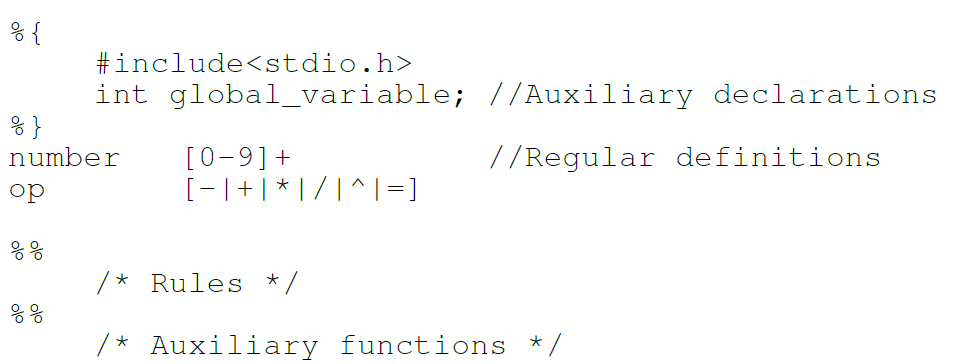 %{
#include<stdio.h>
int global_variable; //Auxiliary declarations
%}
number [0-9]+ //Regular definitions
op [-|+|*|/|^|=]
%%
/* Rules */
%%
/* Auxiliary functions */